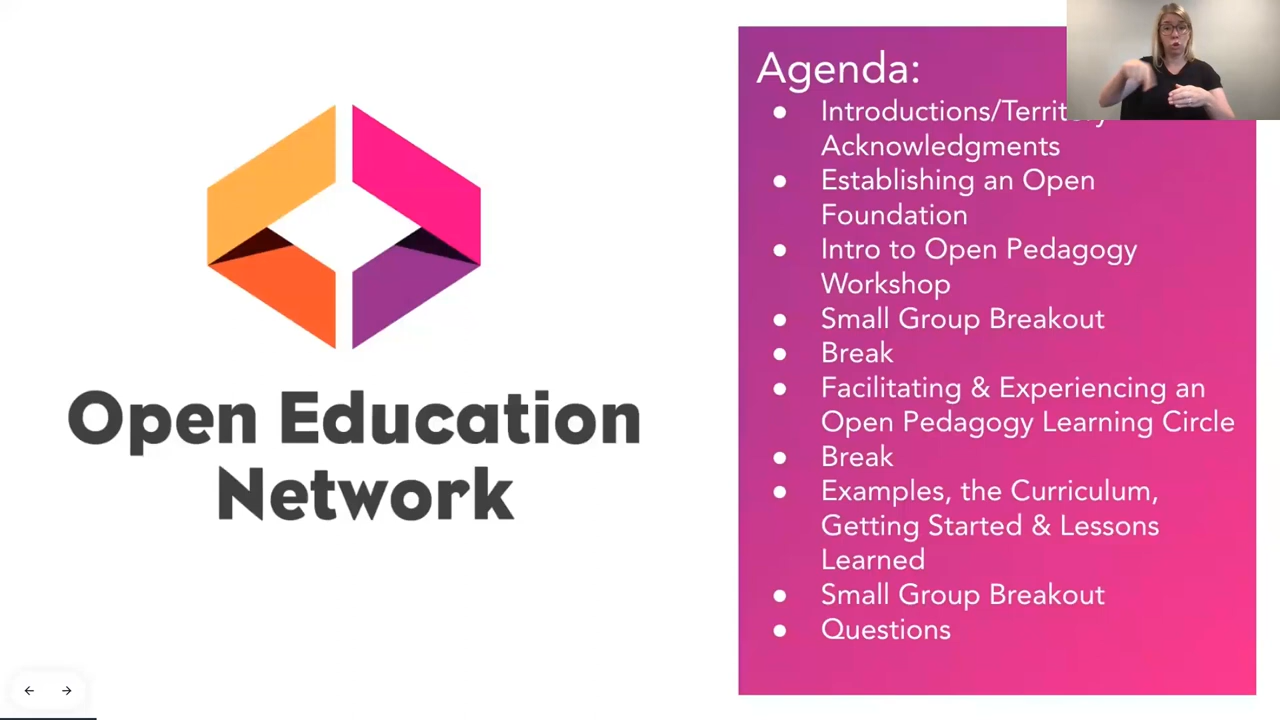 Open Education
Network
Agenda:
● Introductions/Territory
Acknowledgments
● Establishing an Open
Foundation
● Intro to Open Pedagogy
Workshop
● Small Group Breakout
● Break
● Facilitating & Experiencing an
Open Pedagogy Learning Circle
● Break
● Examples, the Curriculum,
Getting Started & Lessons
Learned
● Small Group Breakout
● Questions